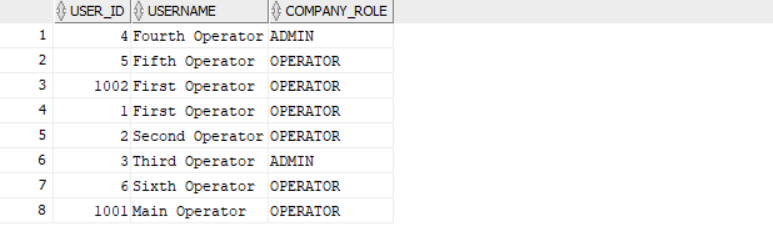 USER_ID USERNAME COMPANY_ROLE
1 4 Fourth Operator ADMIN
2 5 Fifth Operator OPERATOR
3 1002 First Operator OPERATOR
4 1 First Operator OPERATOR
5 2 Second Operator OPERATOR
6 3 Third Operator ADMIN
7 6 Sixth Operator OPERATOR
8 1001 Main Operator OPERATOR